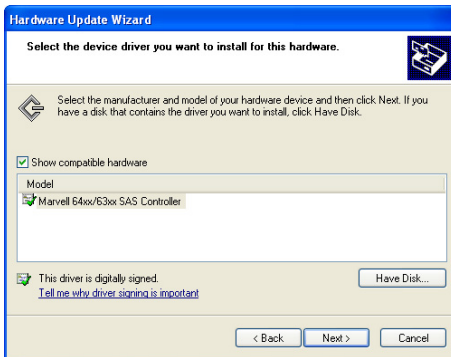 Hardware Update Wizard
Select the device driver you want to install for this hardware.
Select the manufacturer and model of your hardware device and then click Next. If you
have a disk that contains the driver you want to install, click Have Disk.
Show compatible hardware
Model
Marvell 64xx/63xx SAS Controller
This driver is digitally signed.
Have Disk...
Tell me why driver signing is important
< Back
Next >
Cancel